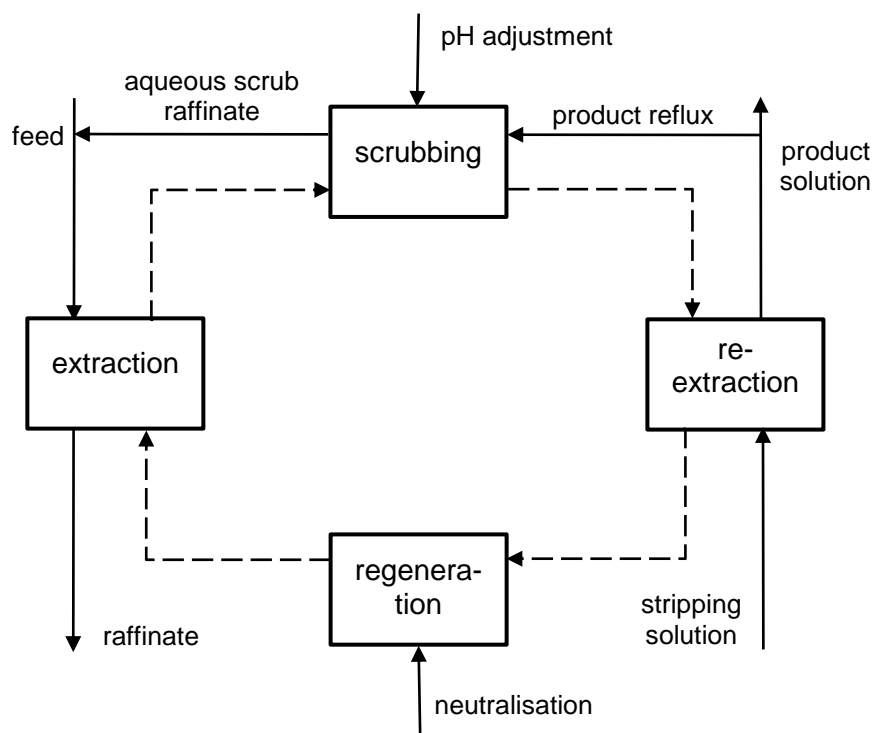 pH adjustment
aqueous scrub
raffinate
feed
scrubbing
product reflux
product
solution
extraction
re-
extraction
regenera-
tion
raffinate
stripping
solution
neutralisation